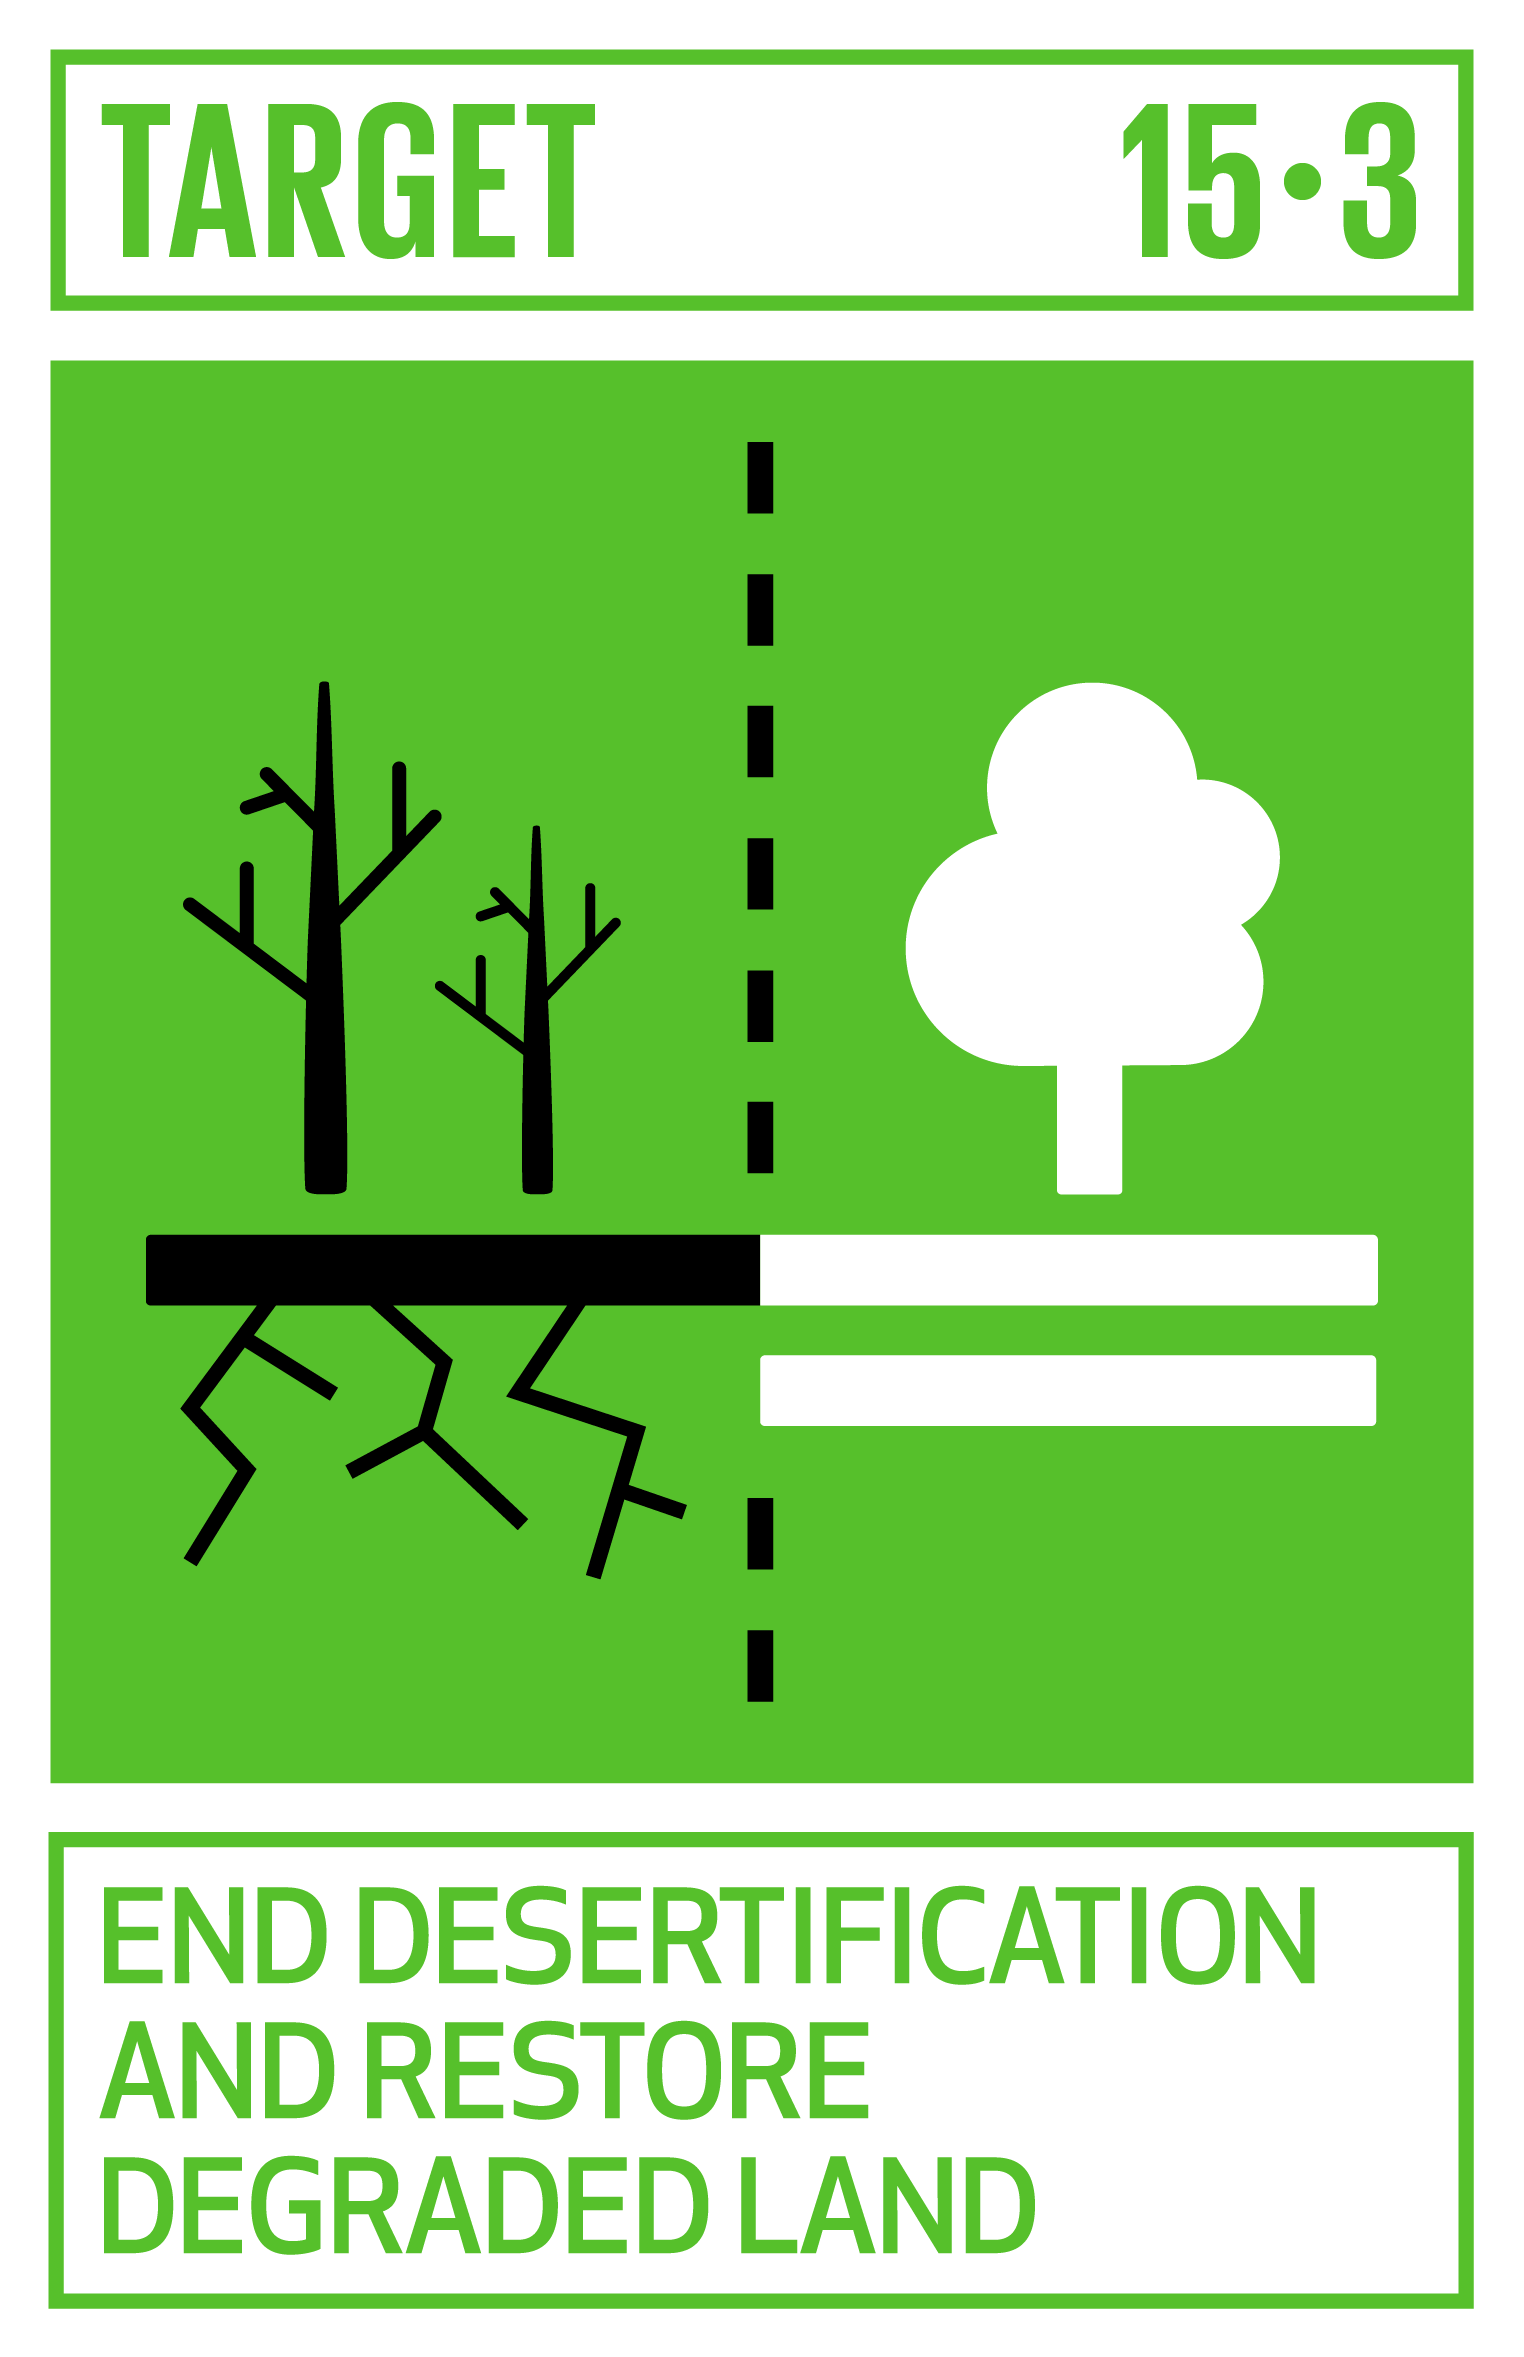 TARGET 15·3
END DESERTIFICATION
AND RESTORE
DEGRADED LAND